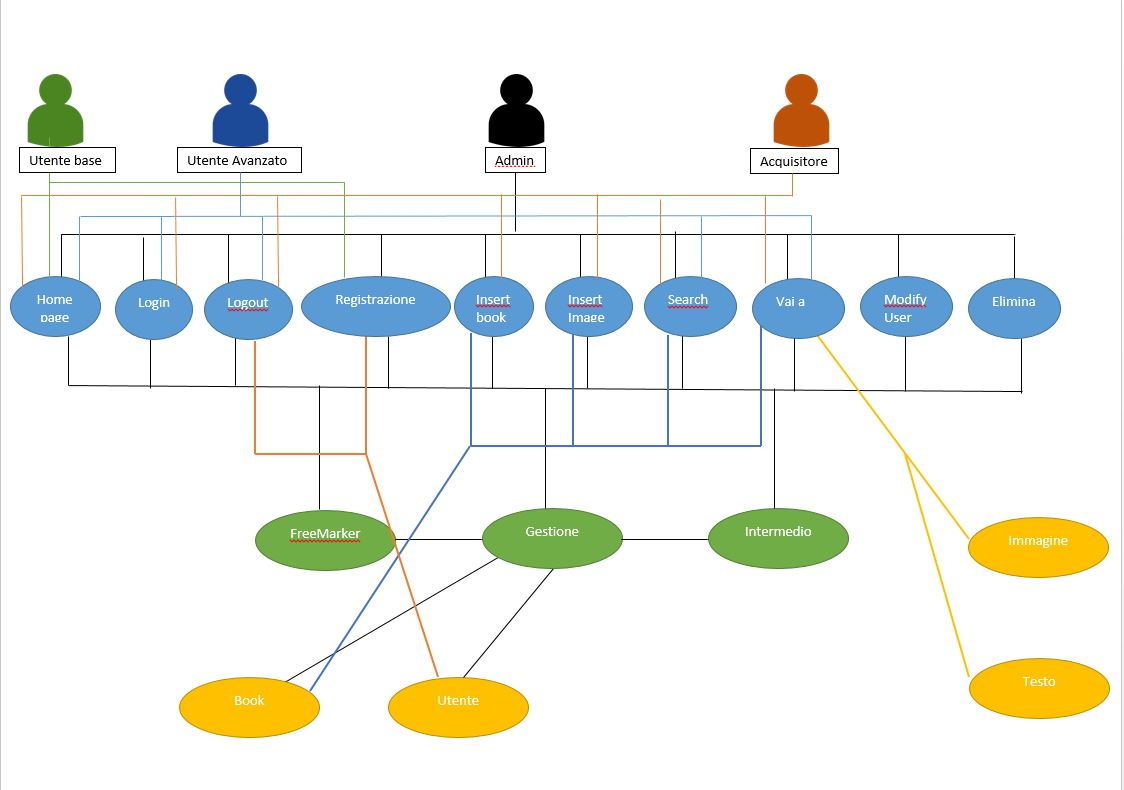 Utente base
Utente Avanzato
Admin
Acquisitore
Home
page
Login
Logout
Registrazione
Insert
book
Insert
Image
Search
Vai a
Modify
User
Elimina
FreeMarker
Gestione
Intermedio
Immagine
Book
Utente
Testo